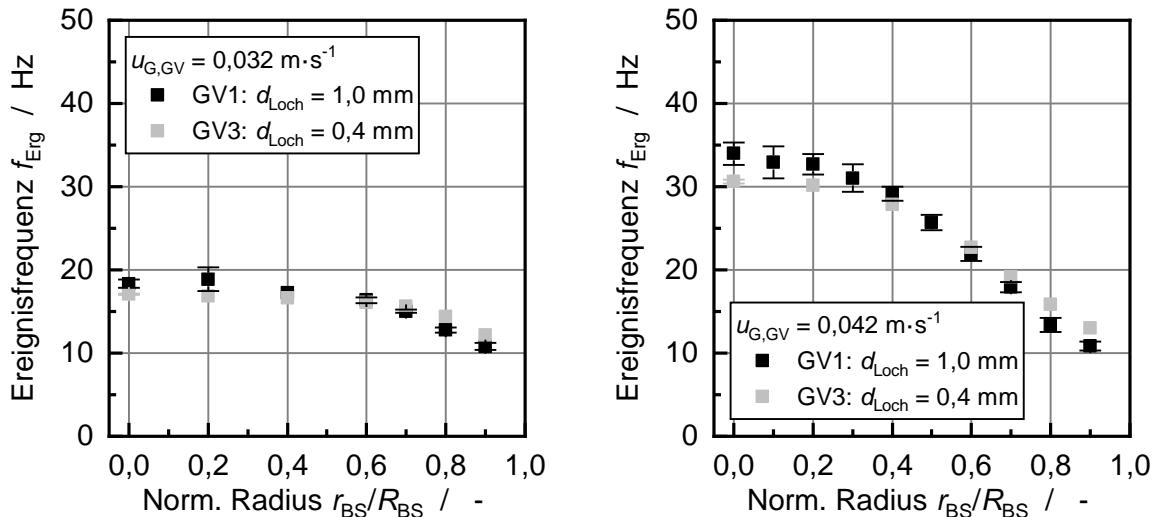 Ereignisfrequenz f_Erg / Hz
50
40
30
20
10
0
u_G,GV = 0,032 m·s⁻¹
GV1: d_Loch = 1,0 mm
GV3: d_Loch = 0,4 mm
0,0 0,2 0,4 0,6 0,8 1,0
Norm. Radius r_BS/R_BS / -
Ereignisfrequenz f_Erg / Hz
50
40
30
20
10
0
u_G,GV = 0,042 m·s⁻¹
GV1: d_Loch = 1,0 mm
GV3: d_Loch = 0,4 mm
0,0 0,2 0,4 0,6 0,8 1,0
Norm. Radius r_BS/R_BS / -